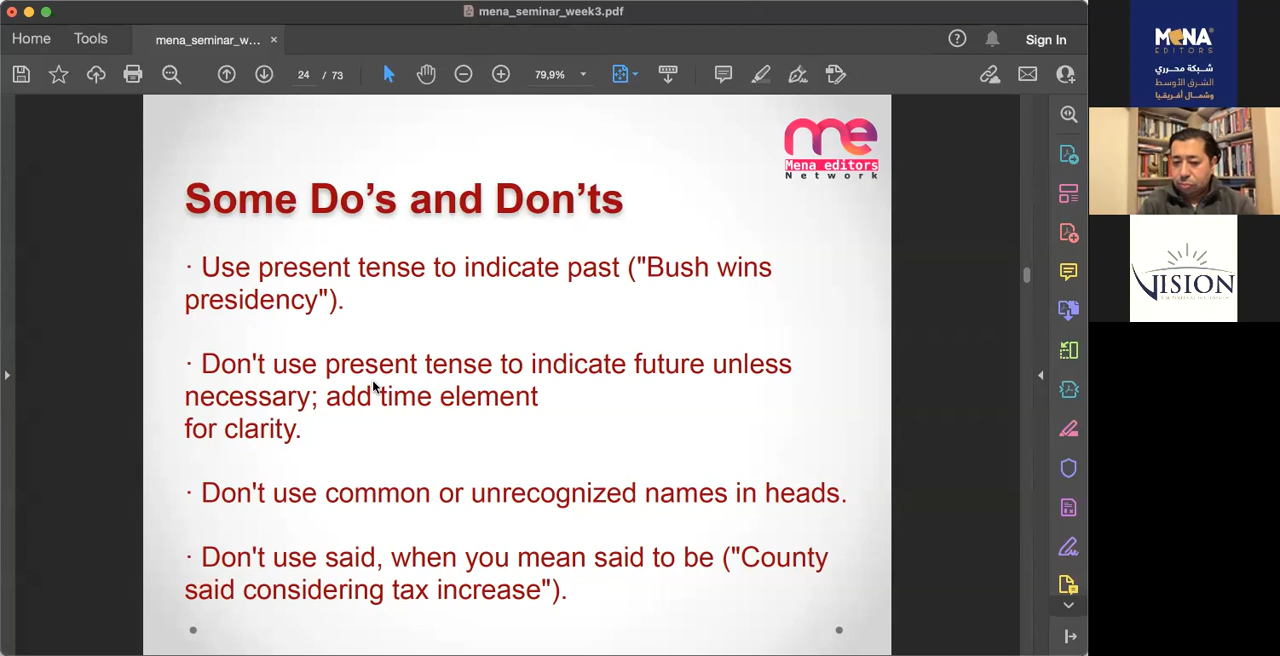 mena_seminar_week3.pdf
Home
Tools
mena_seminar_w... ×
Sign In
24 / 73
79,9%
me
Mena editors
Network
Some Do’s and Don’ts
· Use present tense to indicate past ("Bush wins
presidency").
· Don't use present tense to indicate future unless
necessary; add time element
for clarity.
· Don't use common or unrecognized names in heads.
· Don't use said, when you mean said to be ("County
said considering tax increase").
MENA
EDITORS
شبكة محرري
الشرق الأوسط
وشمال أفريقيا
VISION